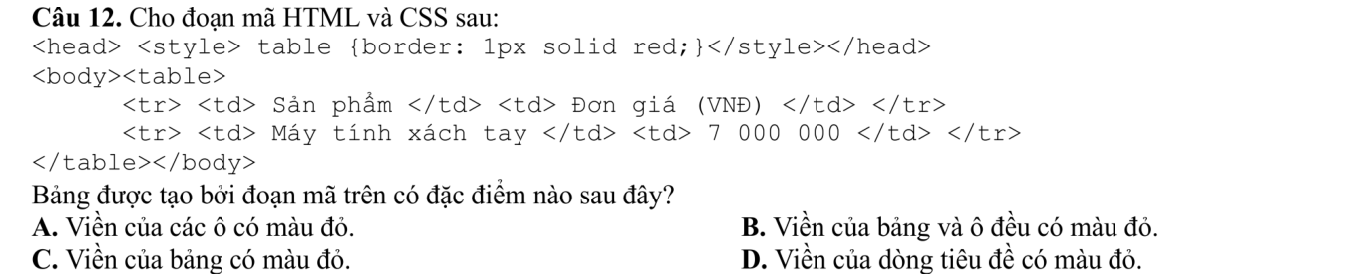 Câu 12. Cho đoạn mã HTML và CSS sau:
<head> <style> table {border: 1px solid red;}</style></head>
<body><table>
<tr> <td> Sản phẩm </td> <td> Đơn giá (VNĐ) </td> </tr>
<tr> <td> Máy tính xách tay </td> <td> 7 000 000 </td> </tr>
</table></body>
Bảng được tạo bởi đoạn mã trên có đặc điểm nào sau đây?
A. Viền của các ô có màu đỏ. B. Viền của bảng và ô đều có màu đỏ.
C. Viền của bảng có màu đỏ. D. Viền của dòng tiêu đề có màu đỏ.